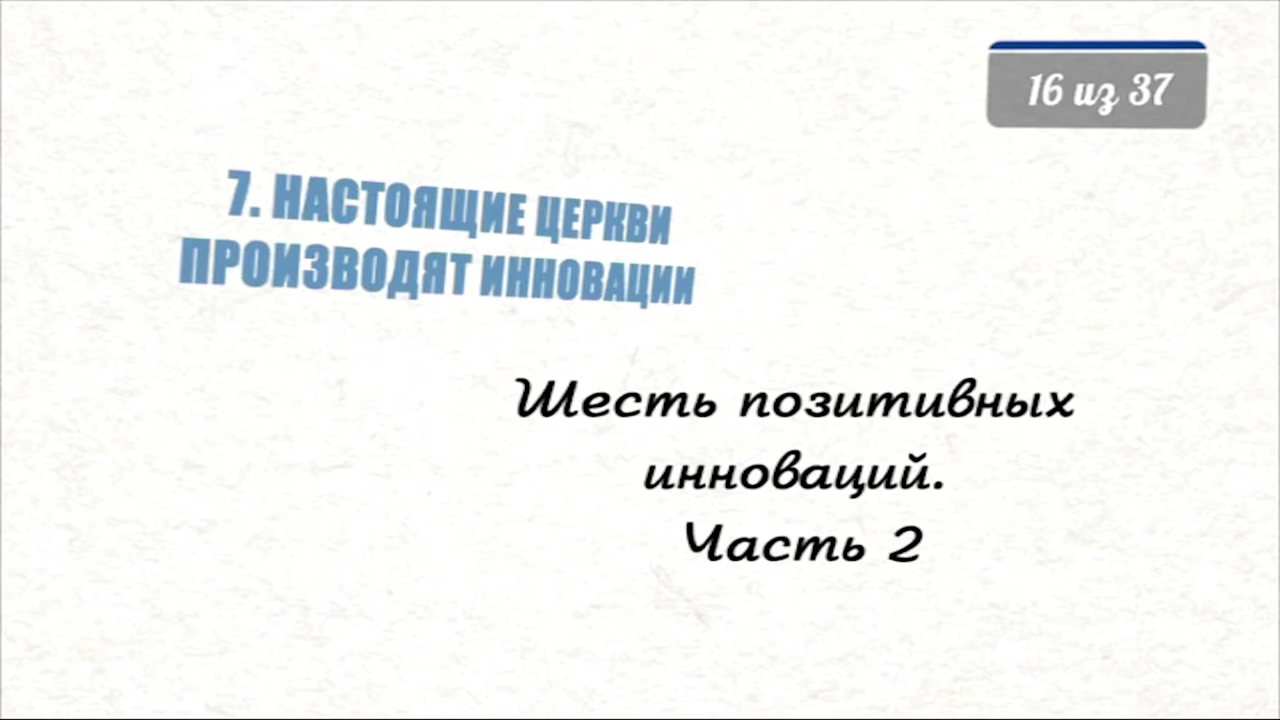 16 из 37
7. НАСТОЯЩИЕ ЦЕРКВИ
ПРОИЗВОДЯТ ИННОВАЦИИ
Шесть позитивных
инноваций.
Часть 2